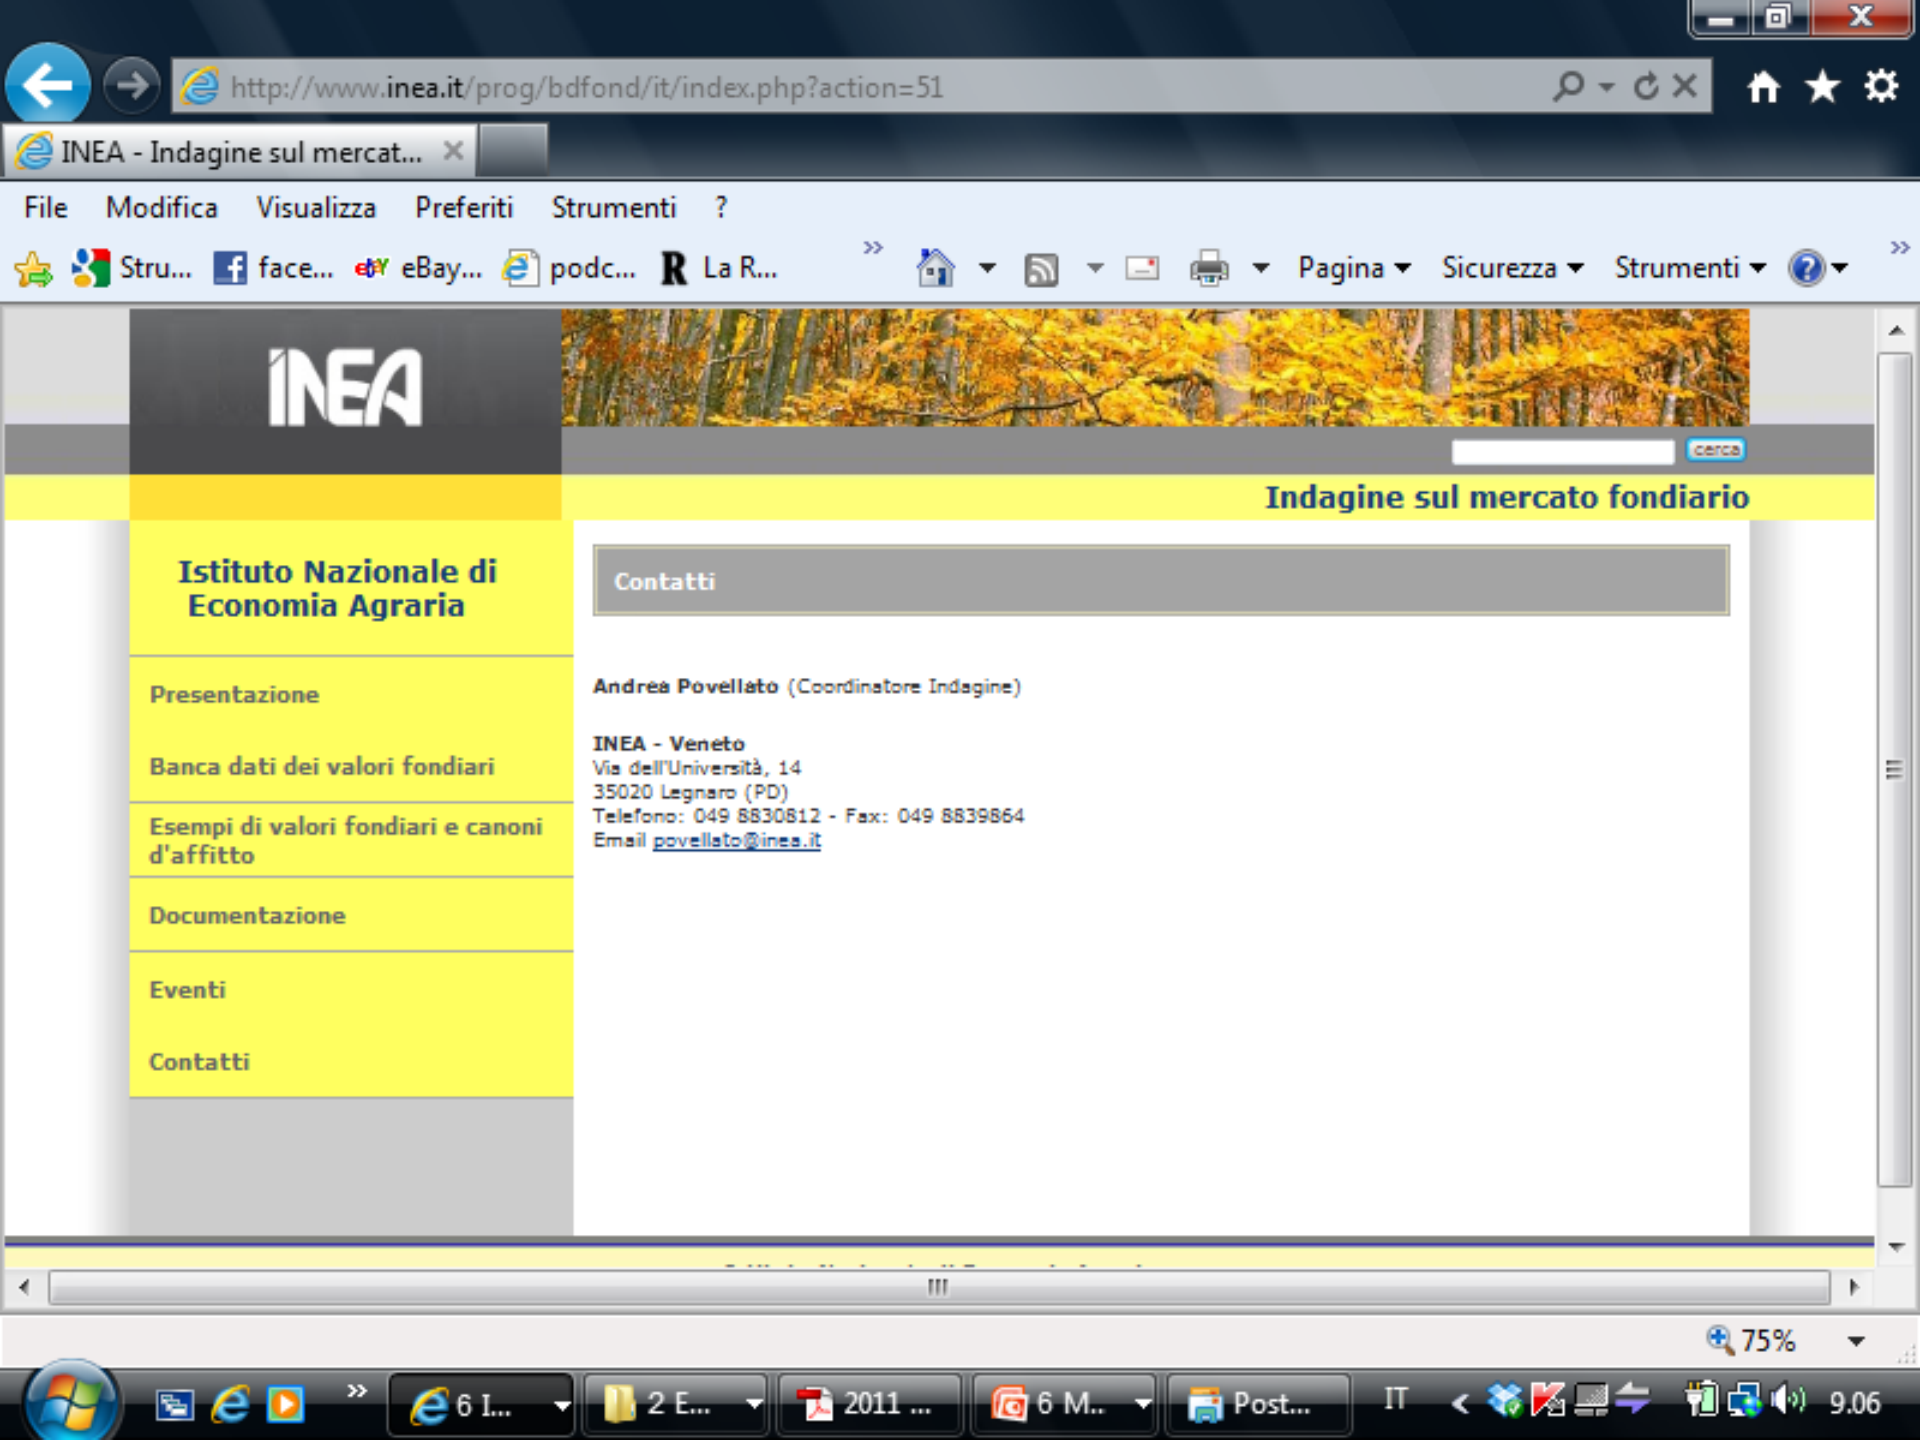 http://www.inea.it/prog/bdfond/it/index.php?action=51
INEA - Indagine sul mercat...
File Modifica Visualizza Preferiti Strumenti ?
Stru... face... eBay... podc... R La R... Pagina Sicurezza Strumenti
INEA
cerca
Indagine sul mercato fondiario
Istituto Nazionale di
Economia Agraria
Contatti
Presentazione
Banca dati dei valori fondiari
Esempi di valori fondiari e canoni
d'affitto
Documentazione
Eventi
Contatti
Andrea Povellato (Coordinatore Indagine)
INEA - Veneto
Via dell'Università, 14
35020 Legnaro (PD)
Telefono: 049 8830812 - Fax: 049 8839864
Email povellato@inea.it
75%
6 I... 2 E... 2011 ... 6 M.. Post... IT 9.06